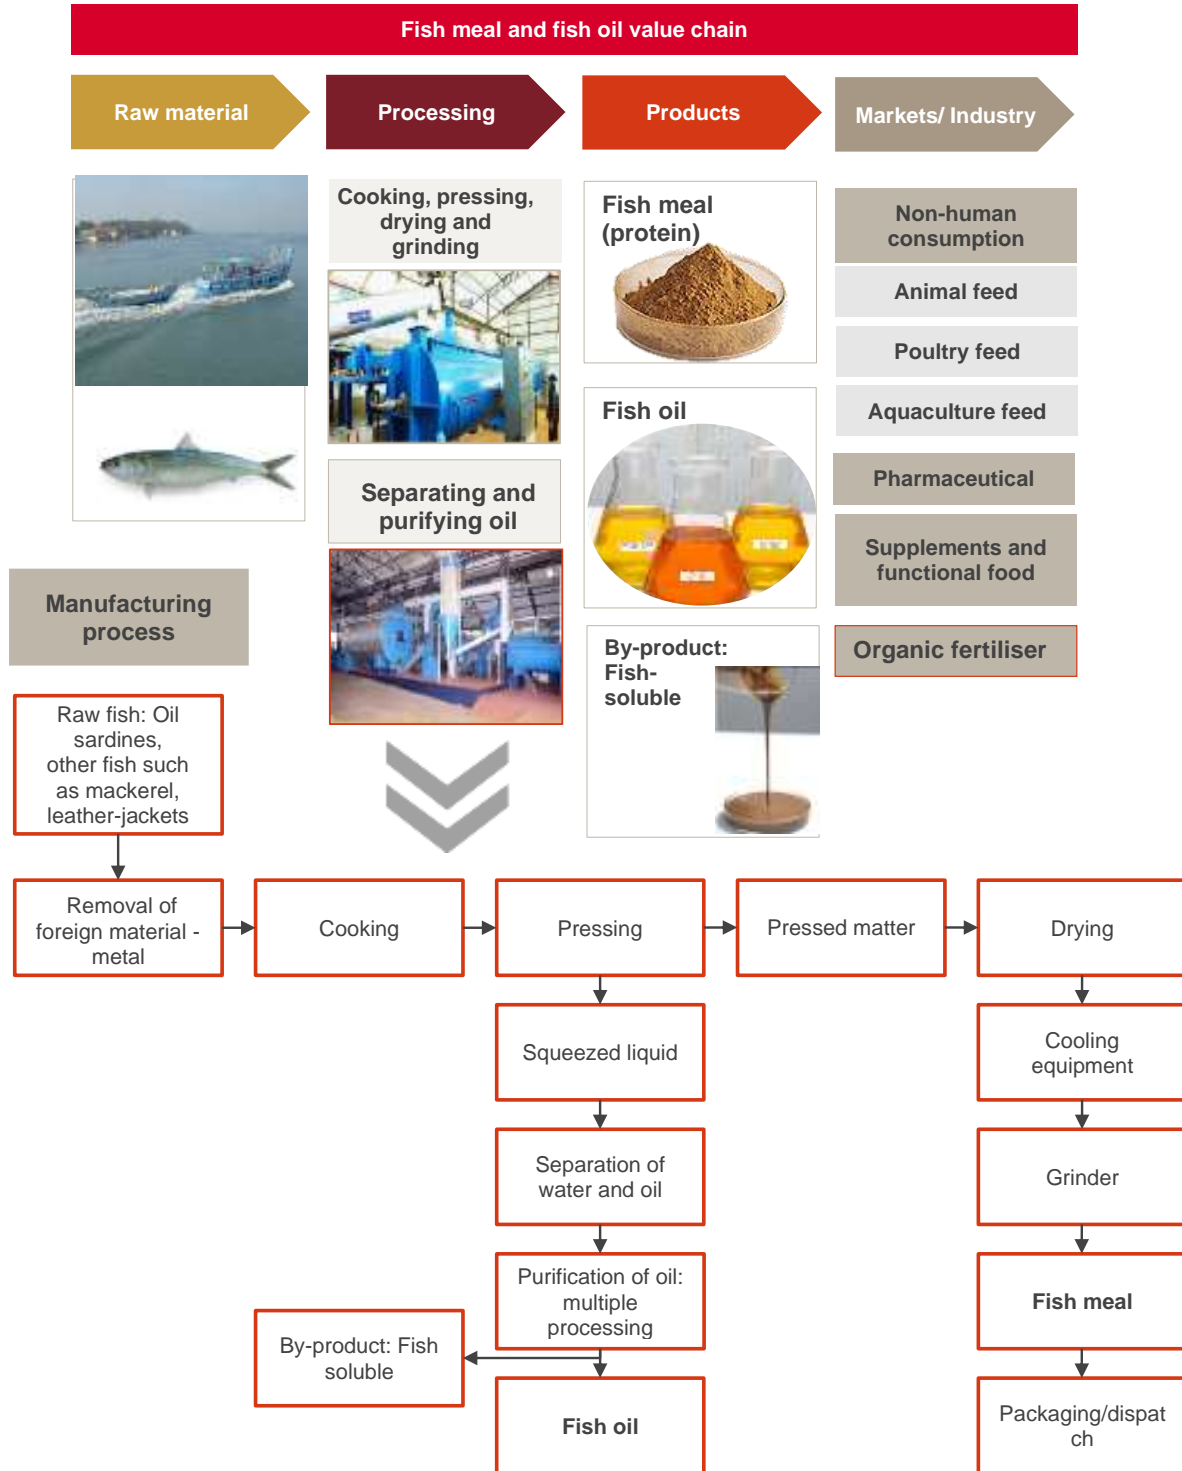 Fish meal and fish oil value chain
Raw material
Processing
Products
Markets/ Industry
Cooking, pressing,
drying and
grinding
Separating and
purifying oil
Fish meal
(protein)
Fish oil
By-product:
Fish-
soluble
Non-human
consumption
Animal feed
Poultry feed
Aquaculture feed
Pharmaceutical
Supplements and
functional food
Organic fertiliser
Manufacturing
process
Raw fish: Oil
sardines,
other fish such
as mackerel,
leather-jackets
Removal of
foreign material -
metal
Cooking
Pressing
Pressed matter
Drying
Squeezed liquid
Separation of
water and oil
Purification of oil:
multiple
processing
By-product: Fish
soluble
Fish oil
Cooling
equipment
Grinder
Fish meal
Packaging/dispat
ch